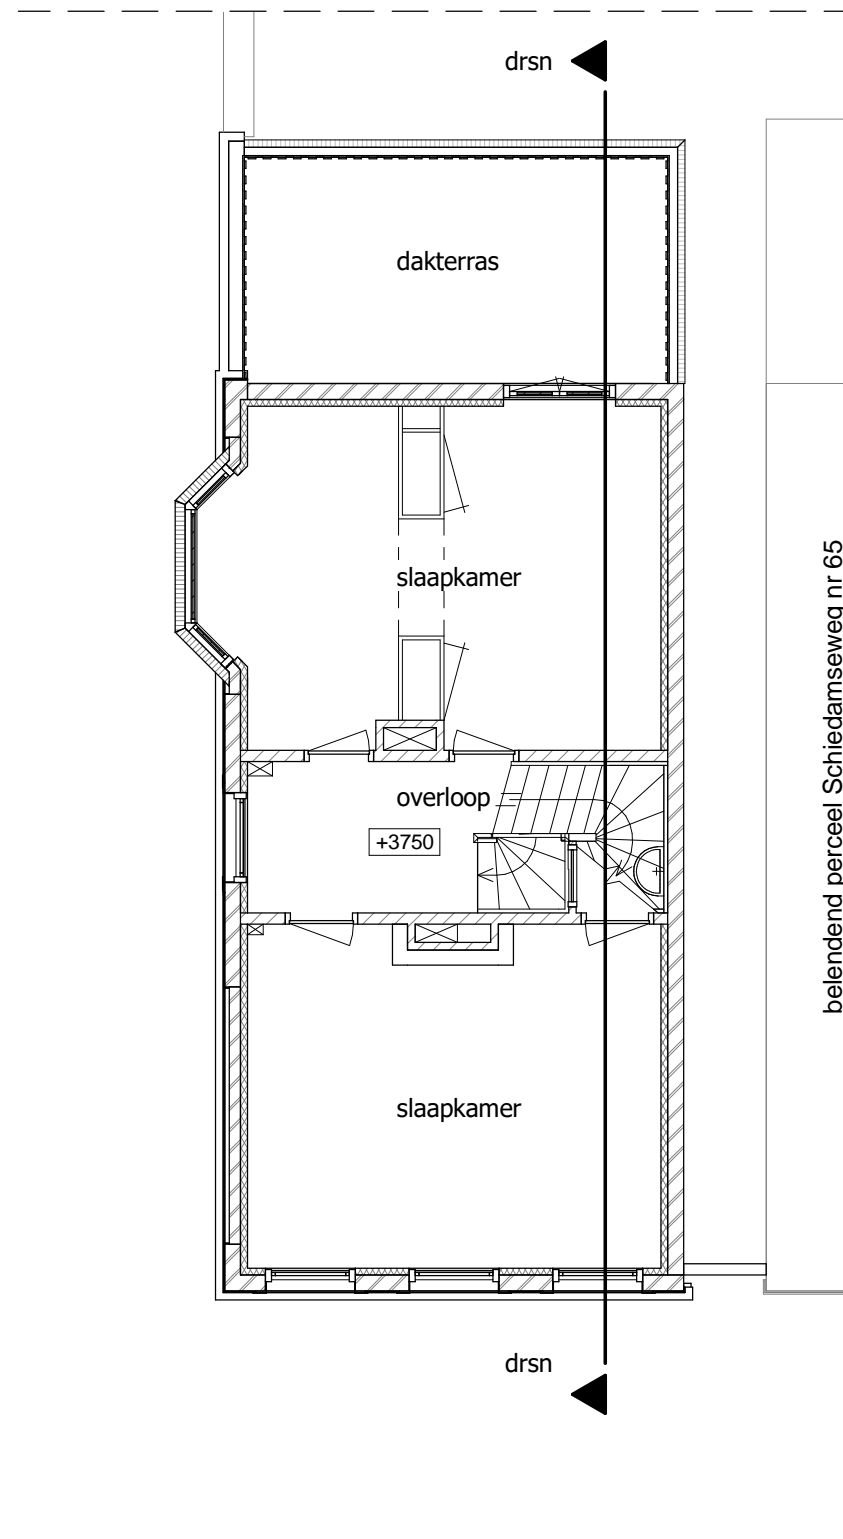 drsn
dakterras
slaapkamer
overloop
+3750
slaapkamer
belendend perceel Schiedamseweg nr 65
drsn